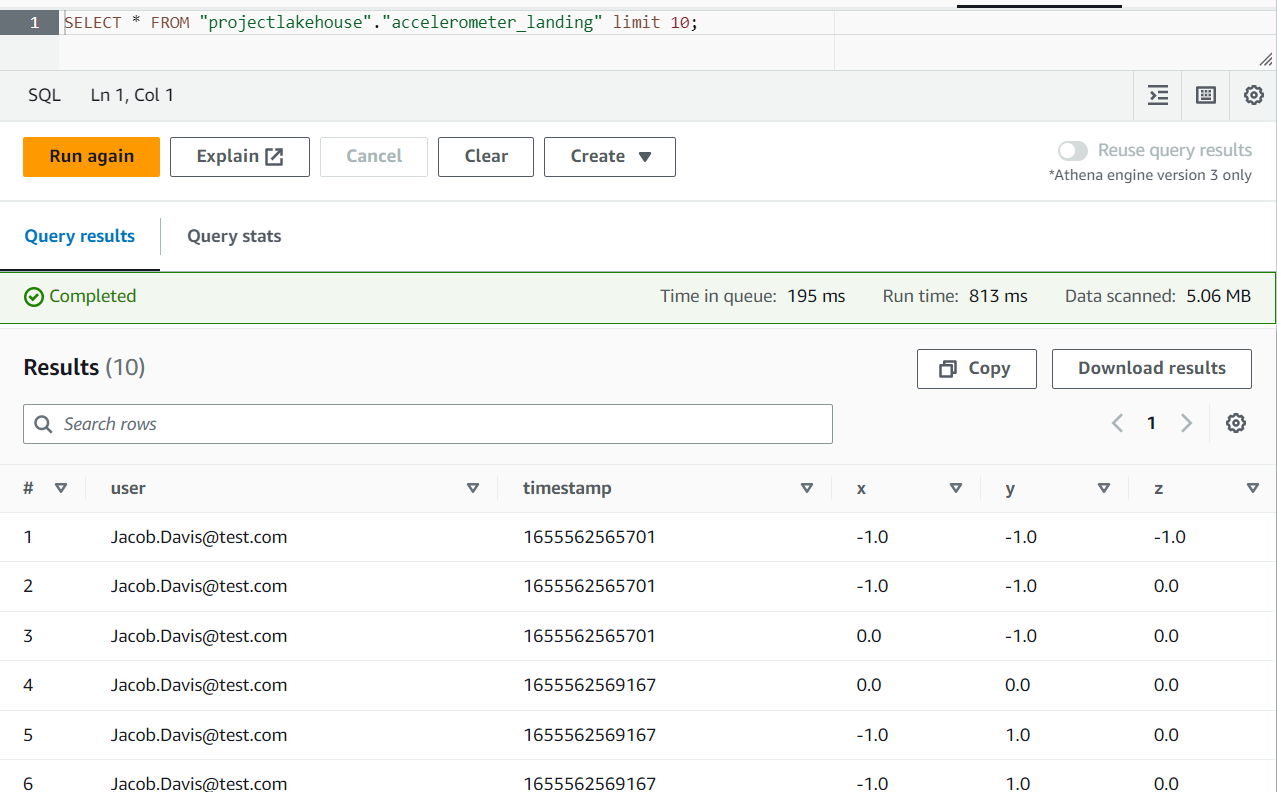 1 SELECT * FROM "projectlakehouse"."accelerometer_landing" limit 10;
SQL Ln 1, Col 1
Run again Explain Cancel Clear Create Reuse query results
*Athena engine version 3 only
Query results Query stats
Completed Time in queue: 195 ms Run time: 813 ms Data scanned: 5.06 MB
Results (10) Copy Download results
Search rows 1
# user timestamp x y z
1 Jacob.Davis@test.com 1655562565701 -1.0 -1.0 -1.0
2 Jacob.Davis@test.com 1655562565701 -1.0 -1.0 0.0
3 Jacob.Davis@test.com 1655562565701 0.0 -1.0 0.0
4 Jacob.Davis@test.com 1655562569167 0.0 0.0 0.0
5 Jacob.Davis@test.com 1655562569167 -1.0 1.0 0.0
6 Jacob.Davis@test.com 1655562569167 -1.0 1.0 0.0